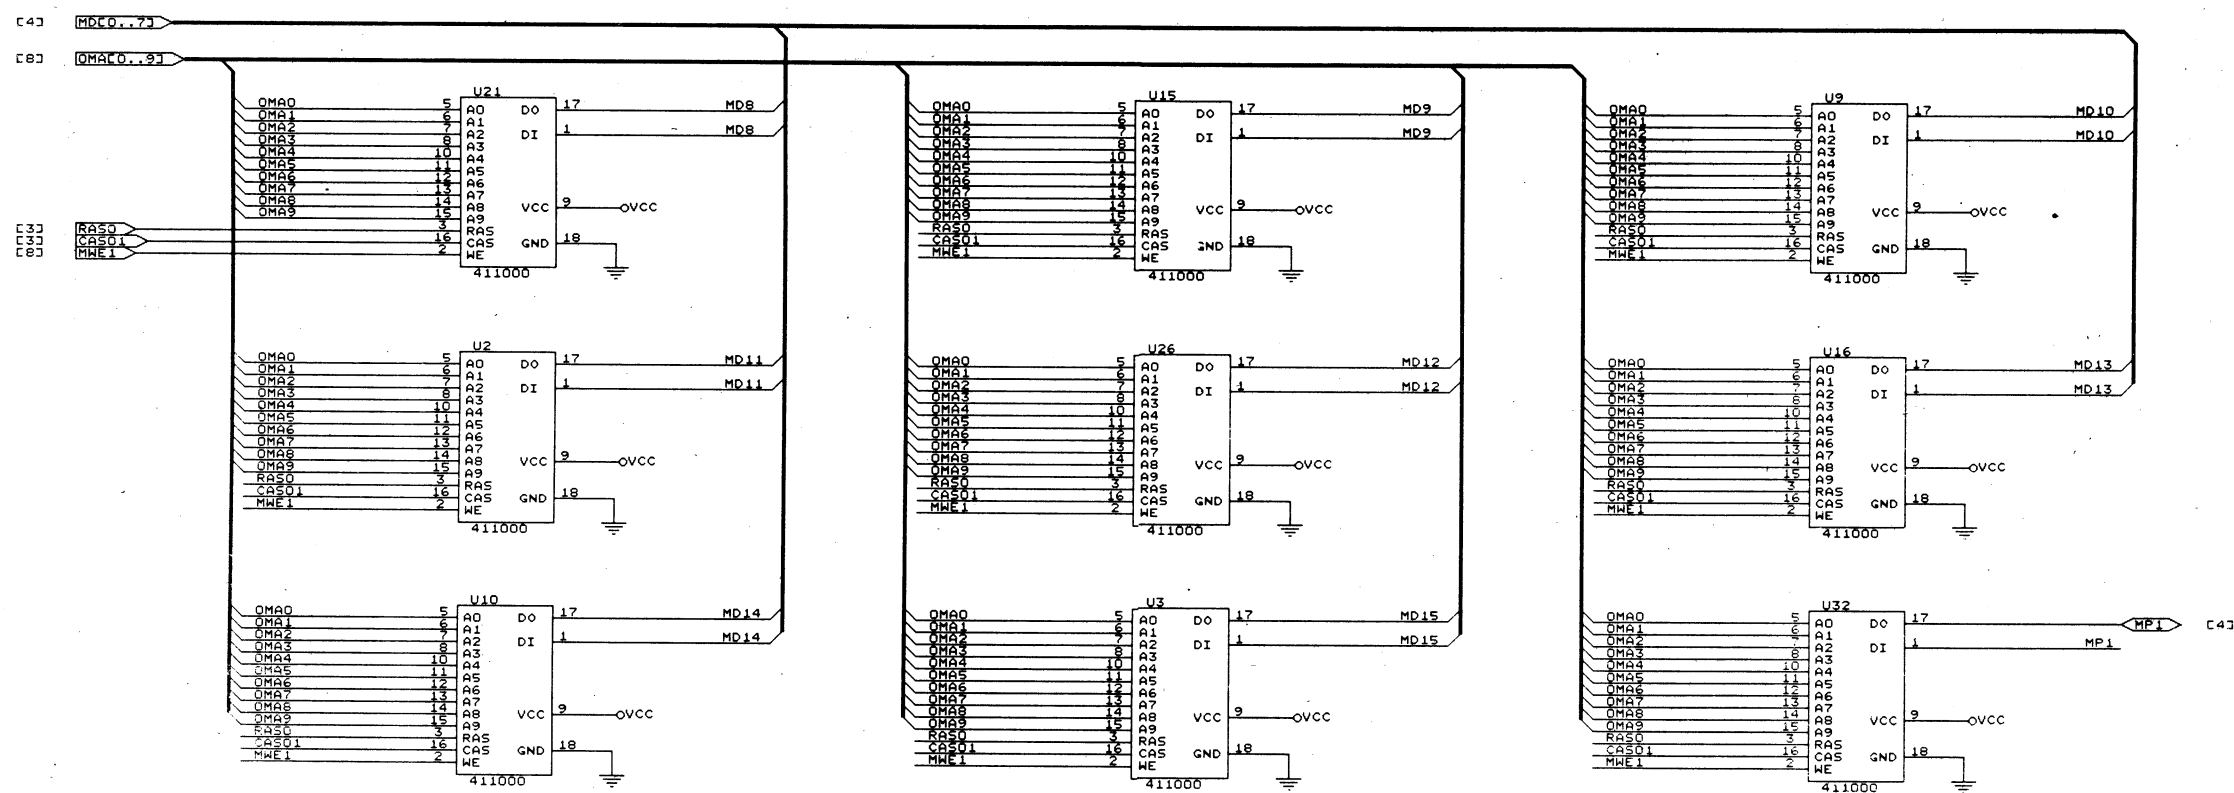 [4] MD[0..7]
[8] OMA[0..9]
U21
OMA0 5 A0 DO 17 MD8
OMA1 6 A1
OMA2 7 A2 DI 1 MD8
OMA3 8 A3
OMA4 10 A4
OMA5 11 A5
OMA6 12 A6
OMA7 13 A7
OMA8 14 A8 VCC 9 VCC
OMA9 15 A9
[3] RAS0 3 RAS
[3] CAS01 16 CAS GND 18
[8] MWE1 2 WE
411000
U15
OMA0 5 A0 DO 17 MD9
OMA1 6 A1
OMA2 7 A2 DI 1 MD9
OMA3 8 A3
OMA4 10 A4
OMA5 11 A5
OMA6 12 A6
OMA7 13 A7
OMA8 14 A8 VCC 9 VCC
OMA9 15 A9
RAS0 3 RAS
CAS01 16 CAS GND 18
MWE1 2 WE
411000
U9
OMA0 5 A0 DO 17 MD10
OMA1 6 A1
OMA2 7 A2 DI 1 MD10
OMA3 8 A3
OMA4 10 A4
OMA5 11 A5
OMA6 12 A6
OMA7 13 A7
OMA8 14 A8 VCC 9 VCC
OMA9 15 A9
RAS0 3 RAS
CAS01 16 CAS GND 18
MWE1 2 WE
411000
U2
OMA0 5 A0 DO 17 MD11
OMA1 6 A1
OMA2 7 A2 DI 1 MD11
OMA3 8 A3
OMA4 10 A4
OMA5 11 A5
OMA6 12 A6
OMA7 13 A7
OMA8 14 A8 VCC 9 VCC
OMA9 15 A9
RAS0 3 RAS
CAS01 16 CAS GND 18
MWE1 2 WE
411000
U26
OMA0 5 A0 DO 17 MD12
OMA1 6 A1
OMA2 7 A2 DI 1 MD12
OMA3 8 A3
OMA4 10 A4
OMA5 11 A5
OMA6 12 A6
OMA7 13 A7
OMA8 14 A8 VCC 9 VCC
OMA9 15 A9
RAS0 3 RAS
CAS01 16 CAS GND 18
MWE1 2 WE
411000
U16
OMA0 5 A0 DO 17 MD13
OMA1 6 A1
OMA2 7 A2 DI 1 MD13
OMA3 8 A3
OMA4 10 A4
OMA5 11 A5
OMA6 12 A6
OMA7 13 A7
OMA8 14 A8 VCC 9 VCC
OMA9 15 A9
RAS0 3 RAS
CAS01 16 CAS GND 18
MWE1 2 WE
411000
U10
OMA0 5 A0 DO 17 MD14
OMA1 6 A1
OMA2 7 A2 DI 1 MD14
OMA3 8 A3
OMA4 10 A4
OMA5 11 A5
OMA6 12 A6
OMA7 13 A7
OMA8 14 A8 VCC 9 VCC
OMA9 15 A9
RAS0 3 RAS
CAS01 16 CAS GND 18
MWE1 2 WE
411000
U3
OMA0 5 A0 DO 17 MD15
OMA1 6 A1
OMA2 7 A2 DI 1 MD15
OMA3 8 A3
OMA4 10 A4
OMA5 11 A5
OMA6 12 A6
OMA7 13 A7
OMA8 14 A8 VCC 9 VCC
OMA9 15 A9
RAS0 3 RAS
CAS01 16 CAS GND 18
MWE1 2 WE
411000
U32
OMA0 5 A0 DO 17 MP1 [4]
OMA1 6 A1
OMA2 7 A2 DI 1 MP1
OMA3 8 A3
OMA4 10 A4
OMA5 11 A5
OMA6 12 A6
OMA7 13 A7
OMA8 14 A8 VCC 9 VCC
OMA9 15 A9
RAS0 3 RAS
CAS01 16 CAS GND 18
MWE1 2 WE
411000